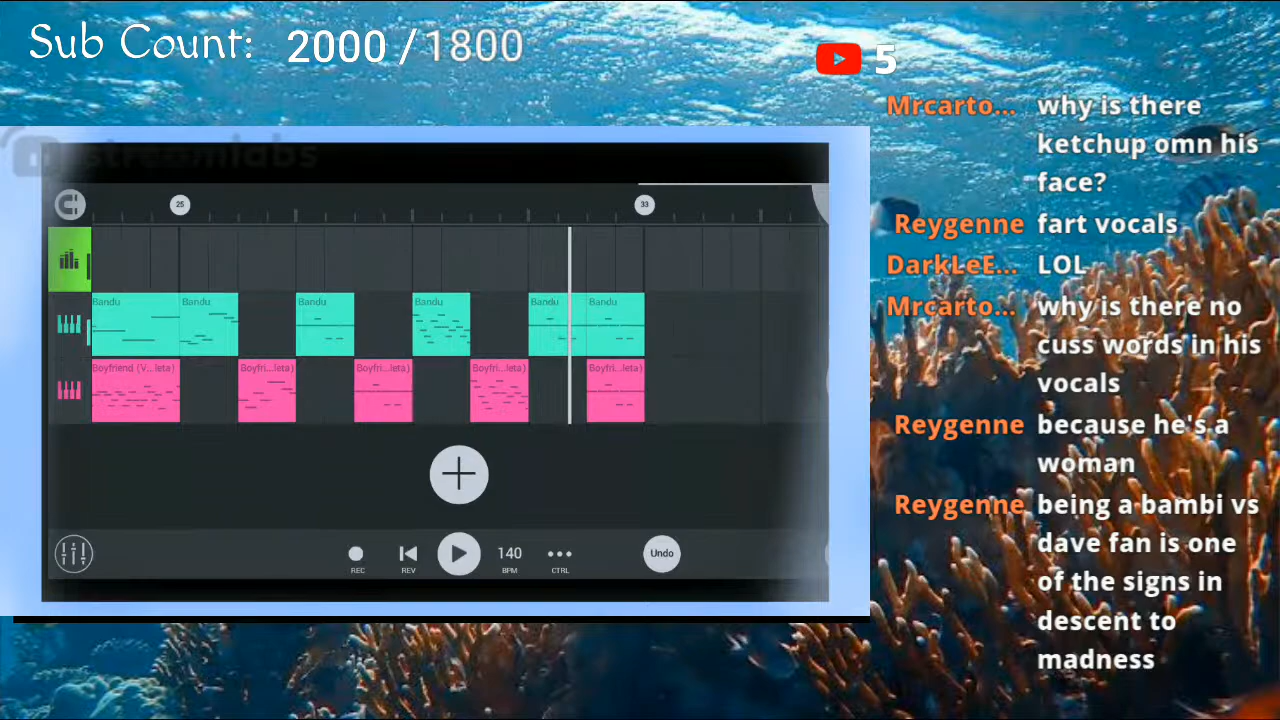 Sub Count: 2000 / 1800
5
streamlabs
Mrcarto... why is there
ketchup omn his
face?
Reygenne fart vocals
DarkLeE... LOL
Mrcarto... why is there no
cuss words in his
vocals
Reygenne because he's a
woman
Reygenne being a bambi vs
dave fan is one
of the signs in
descent to
madness
25 33
Bandu Bandu Bandu Bandu Bandu Bandu
Boyfriend (V...leta) Boyfri...leta) Boyfri...leta) Boyfri...leta) Boyfri...leta)
140 Undo
REC REV BPM CTRL